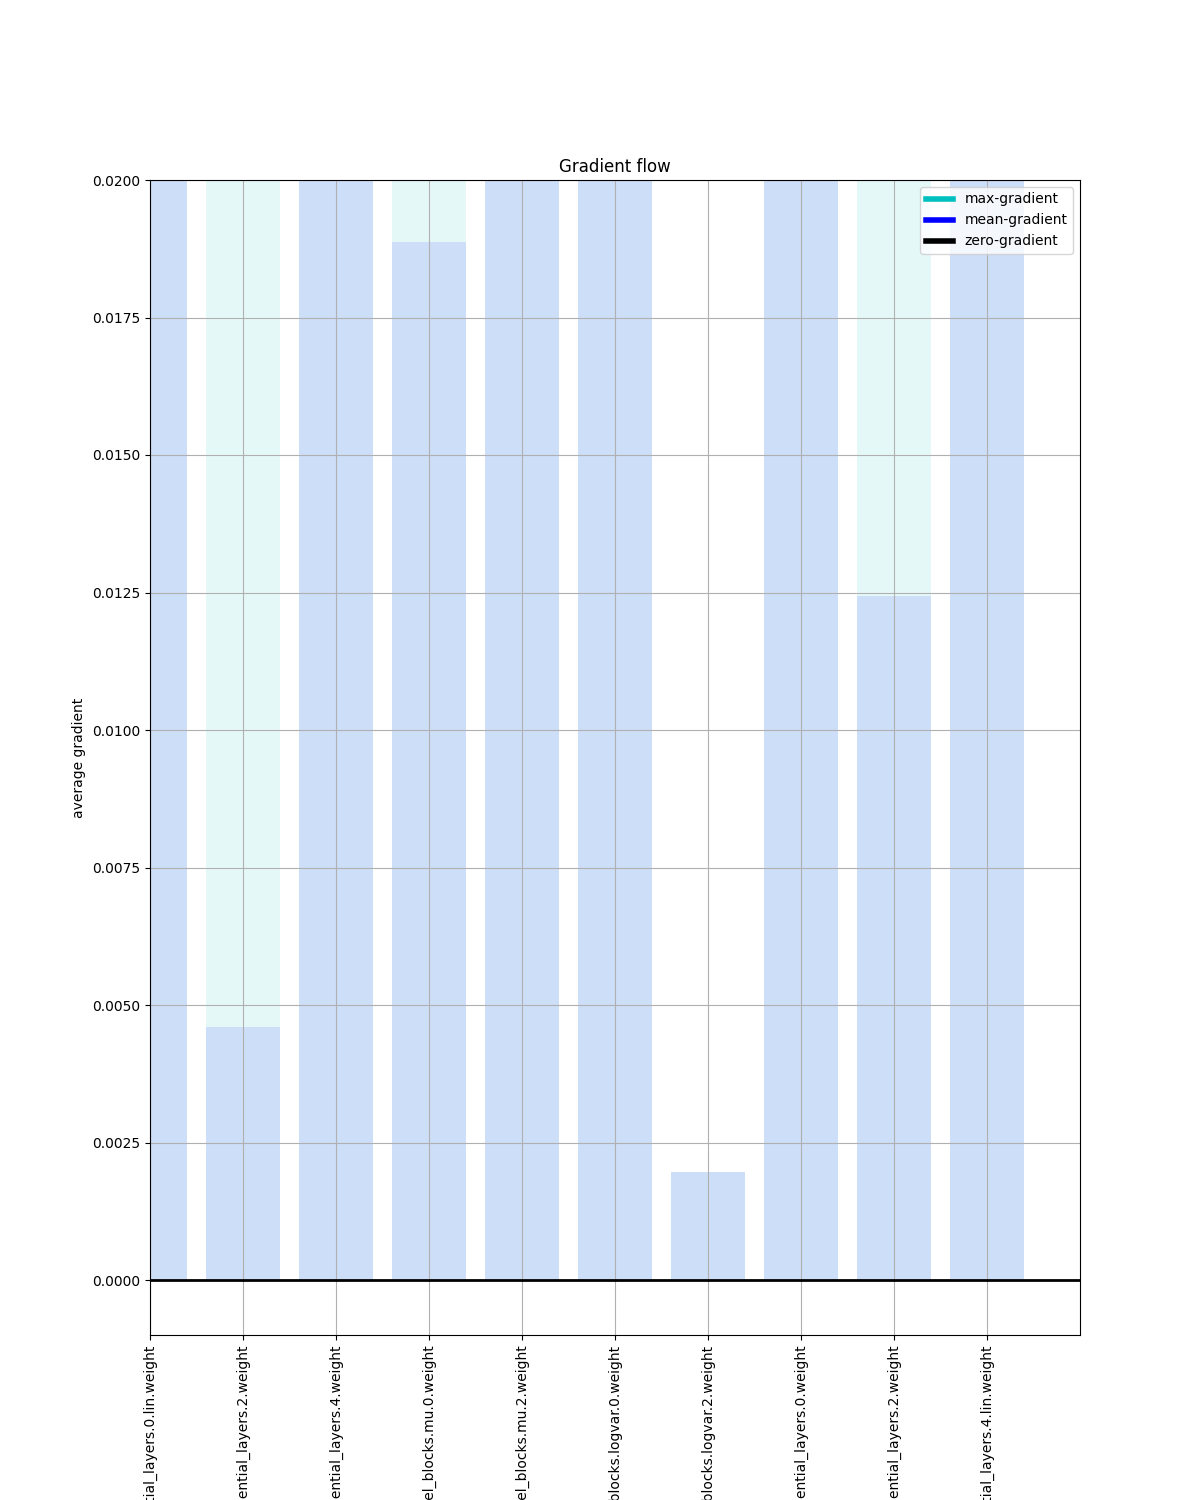 Gradient flow
max-gradient
mean-gradient
zero-gradient
0.0200
0.0175
0.0150
0.0125
0.0100
0.0075
0.0050
0.0025
0.0000
average gradient
tial_layers.0.lin.weight
ential_layers.2.weight
ential_layers.4.weight
el_blocks.mu.0.weight
el_blocks.mu.2.weight
blocks.logvar.0.weight
blocks.logvar.2.weight
ential_layers.0.weight
ential_layers.2.weight
tial_layers.4.lin.weight